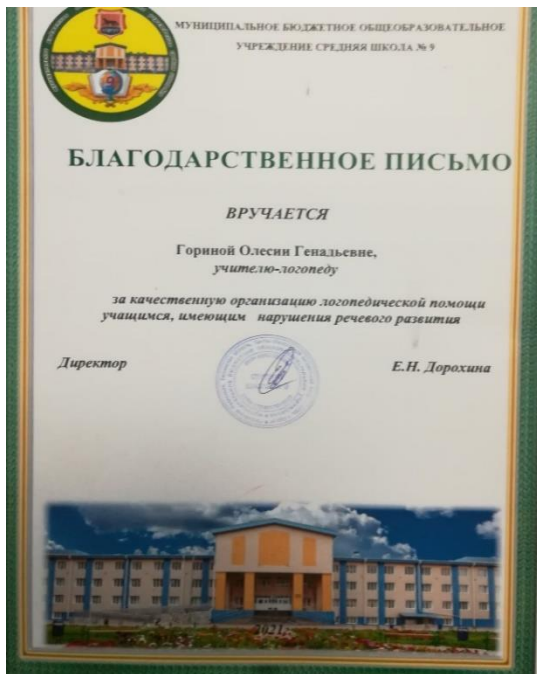 МУНИЦИПАЛЬНОЕ БЮДЖЕТНОЕ ОБЩЕОБРАЗОВАТЕЛЬНОЕ
УЧРЕЖДЕНИЕ СРЕДНЯЯ ШКОЛА № 9
БЛАГОДАРСТВЕННОЕ ПИСЬМО
ВРУЧАЕТСЯ
Гориной Олесии Генадьевне,
учителю-логопеду
за качественную организацию логопедической помощи
учащимся, имеющим нарушения речевого развития
Директор
Е.Н. Дорохина
2021г.